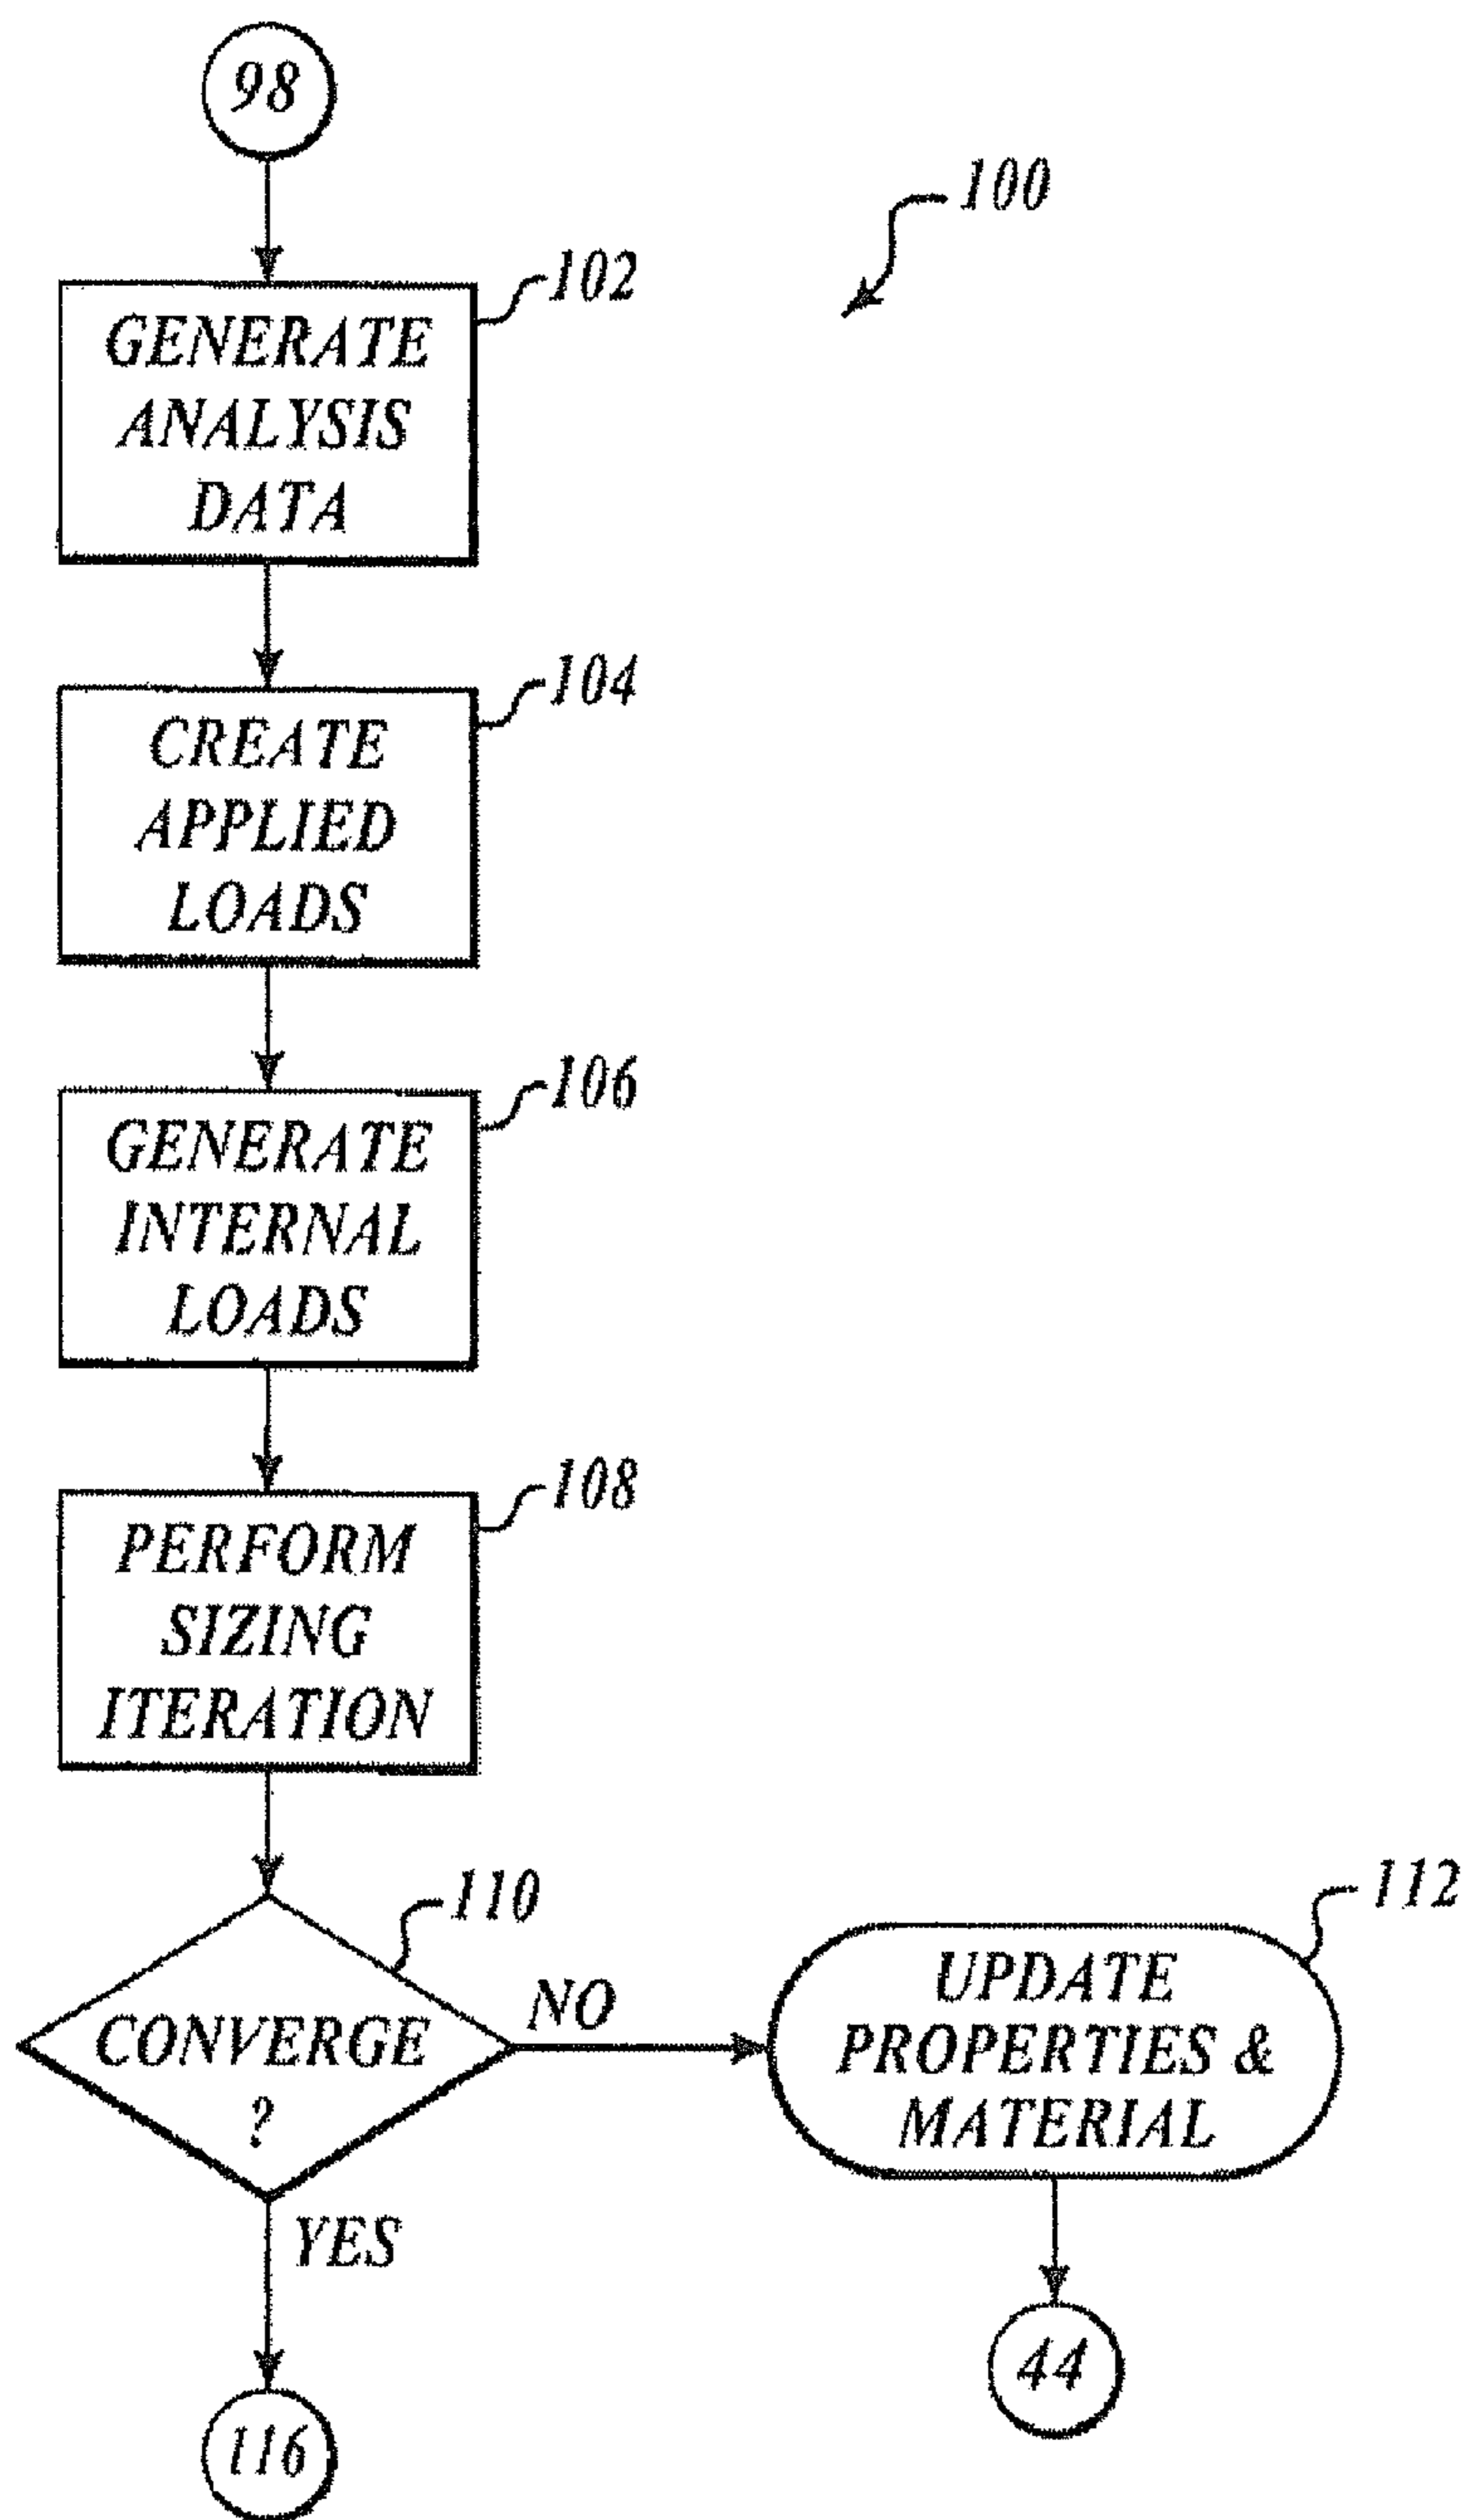 98
100
102
GENERATE
ANALYSIS
DATA
104
CREATE
APPLIED
LOADS
106
GENERATE
INTERNAL
LOADS
108
PERFORM
SIZING
ITERATION
110
CONVERGE
?
NO
YES
112
UPDATE
PROPERTIES &
MATERIAL
44
116